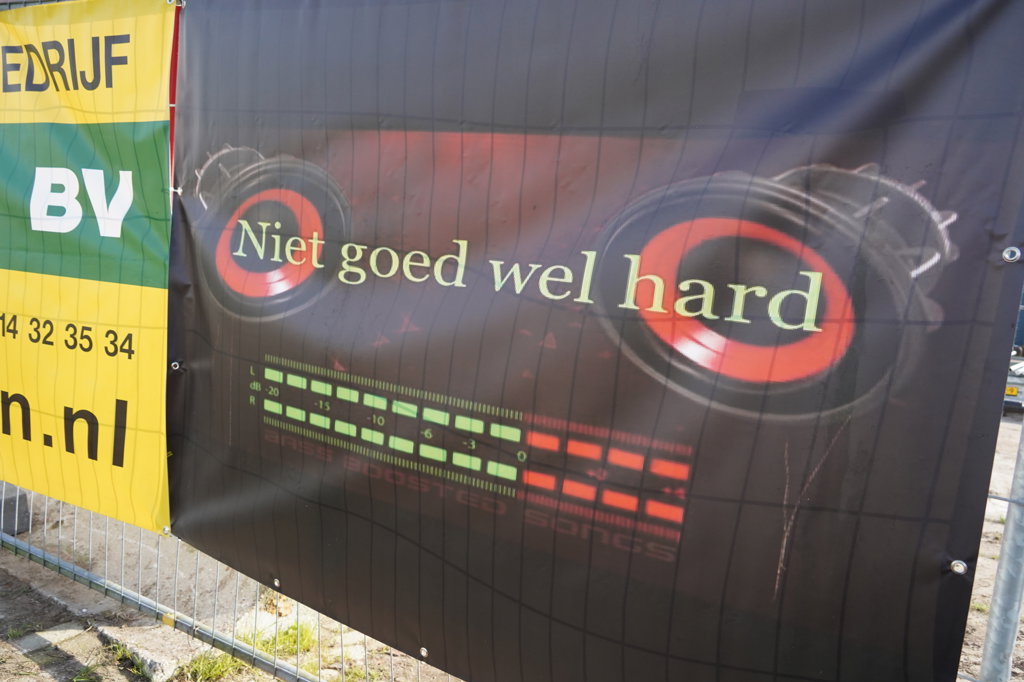 EDRIJF
BV
14 32 35 34
n.nl
Niet goed wel hard
L
dB -20 -15 -10 -6 -3 0
R
BASS BOOSTED SONGS